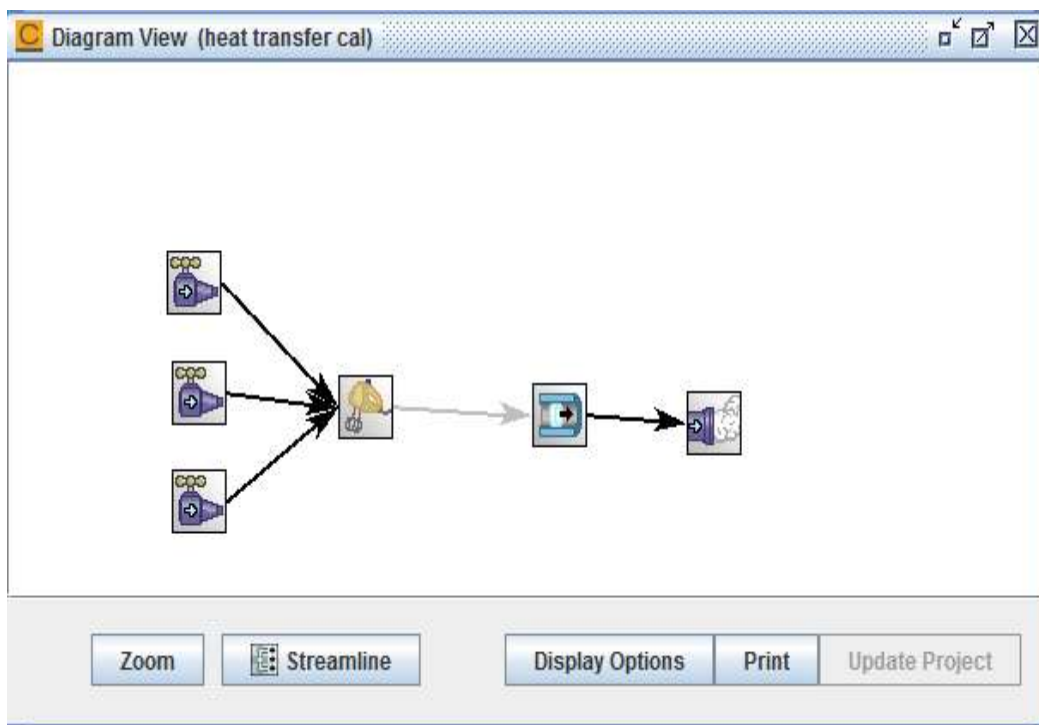 C Diagram View (heat transfer cal)
Zoom Streamline Display Options Print Update Project